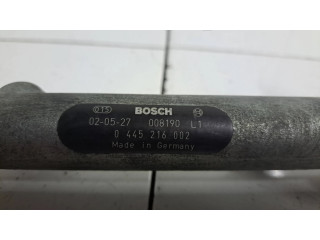 BOSCH
02-05-27 008190 L1
0 445 216 002
Made in Germany